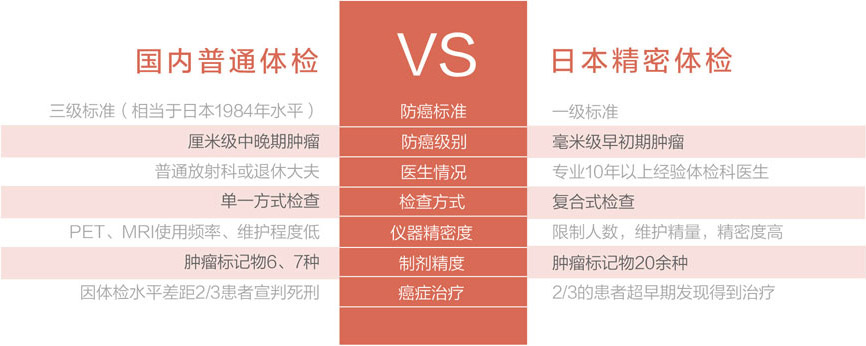 国内普通体检 VS 日本精密体检
三级标准（相当于日本1984年水平） 防癌标准 一级标准
厘米级中晚期肿瘤 防癌级别 毫米级早初期肿瘤
普通放射科或退休大夫 医生情况 专业10年以上经验体检科医生
单一方式检查 检查方式 复合式检查
PET、MRI使用频率、维护程度低 仪器精密度 限制人数，维护精量，精密度高
肿瘤标记物6、7种 制剂精度 肿瘤标记物20余种
因体检水平差距2/3患者宣判死刑 癌症治疗 2/3的患者超早期发现得到治疗